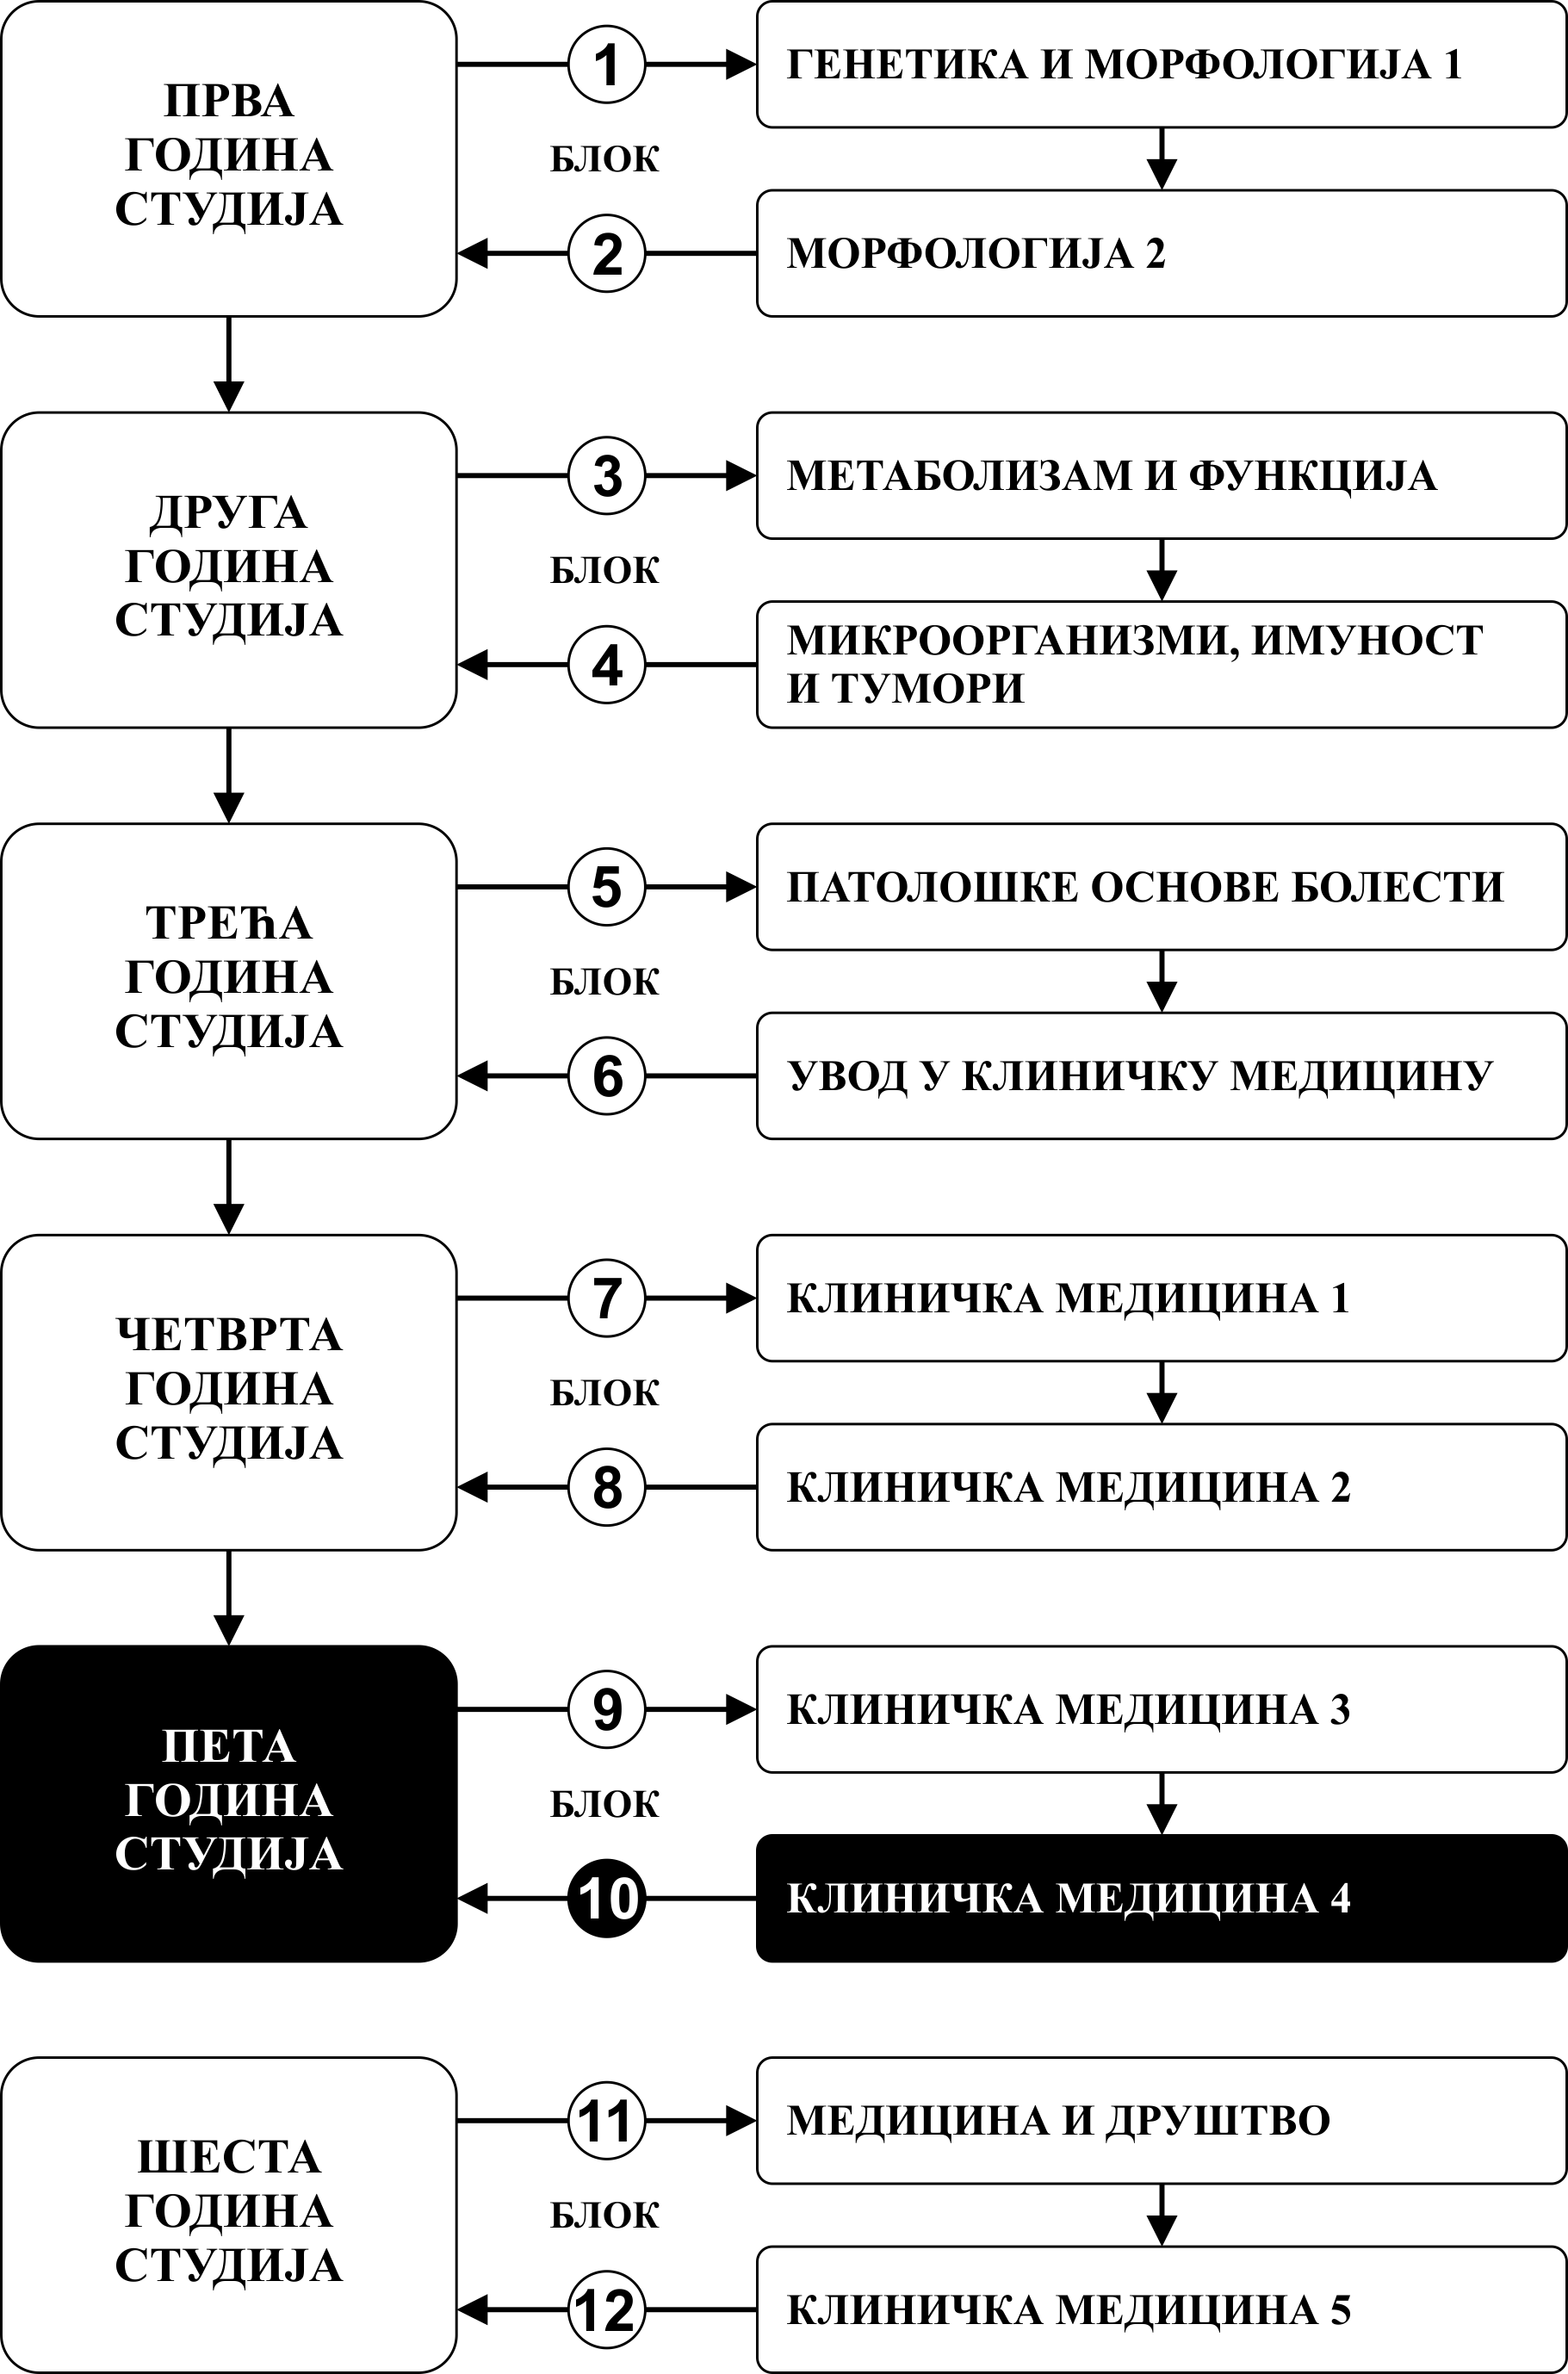 ПРВА
ГОДИНА
СТУДИЈА
1
БЛОК
2
ГЕНЕТИКА И МОРФОЛОГИЈА 1
МОРФОЛОГИЈА 2
ДРУГА
ГОДИНА
СТУДИЈА
3
БЛОК
4
МЕТАБОЛИЗАМ И ФУНКЦИЈА
МИКРООРГАНИЗМИ, ИМУНОСТ
И ТУМОРИ
ТРЕЋА
ГОДИНА
СТУДИЈА
5
БЛОК
6
ПАТОЛОШКЕ ОСНОВЕ БОЛЕСТИ
УВОД У КЛИНИЧКУ МЕДИЦИНУ
ЧЕТВРТА
ГОДИНА
СТУДИЈА
7
БЛОК
8
КЛИНИЧКА МЕДИЦИНА 1
КЛИНИЧКА МЕДИЦИНА 2
ПЕТА
ГОДИНА
СТУДИЈА
9
БЛОК
10
КЛИНИЧКА МЕДИЦИНА 3
КЛИНИЧКА МЕДИЦИНА 4
ШЕСТА
ГОДИНА
СТУДИЈА
11
БЛОК
12
МЕДИЦИНА И ДРУШТВО
КЛИНИЧКА МЕДИЦИНА 5